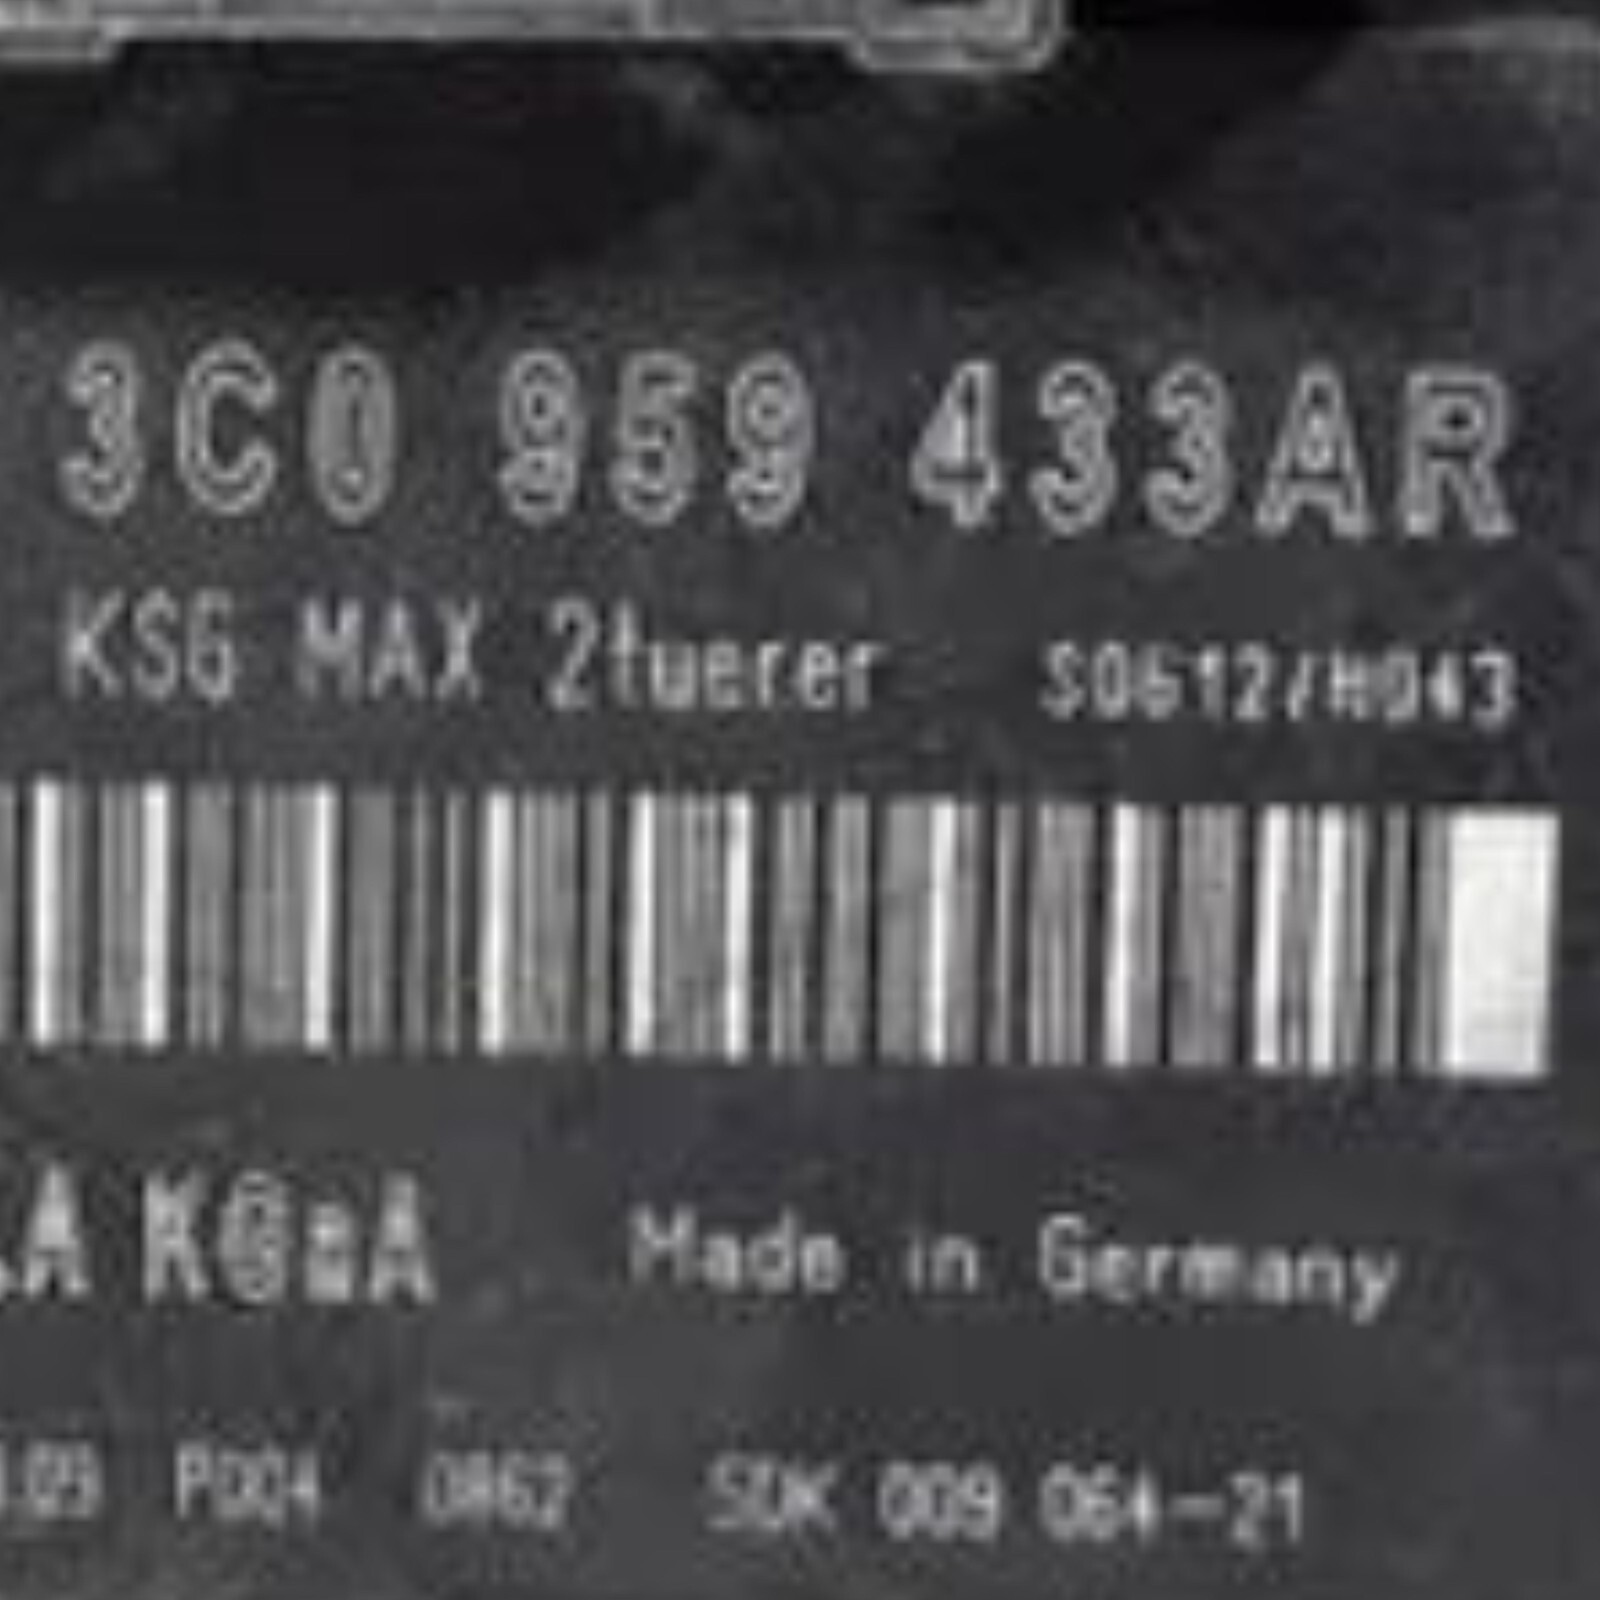 3C0 959 433AR
KSG MAX 2tuerer S0612/H043
KGaA Made in Germany
P004 0862 5DK 009 064-21